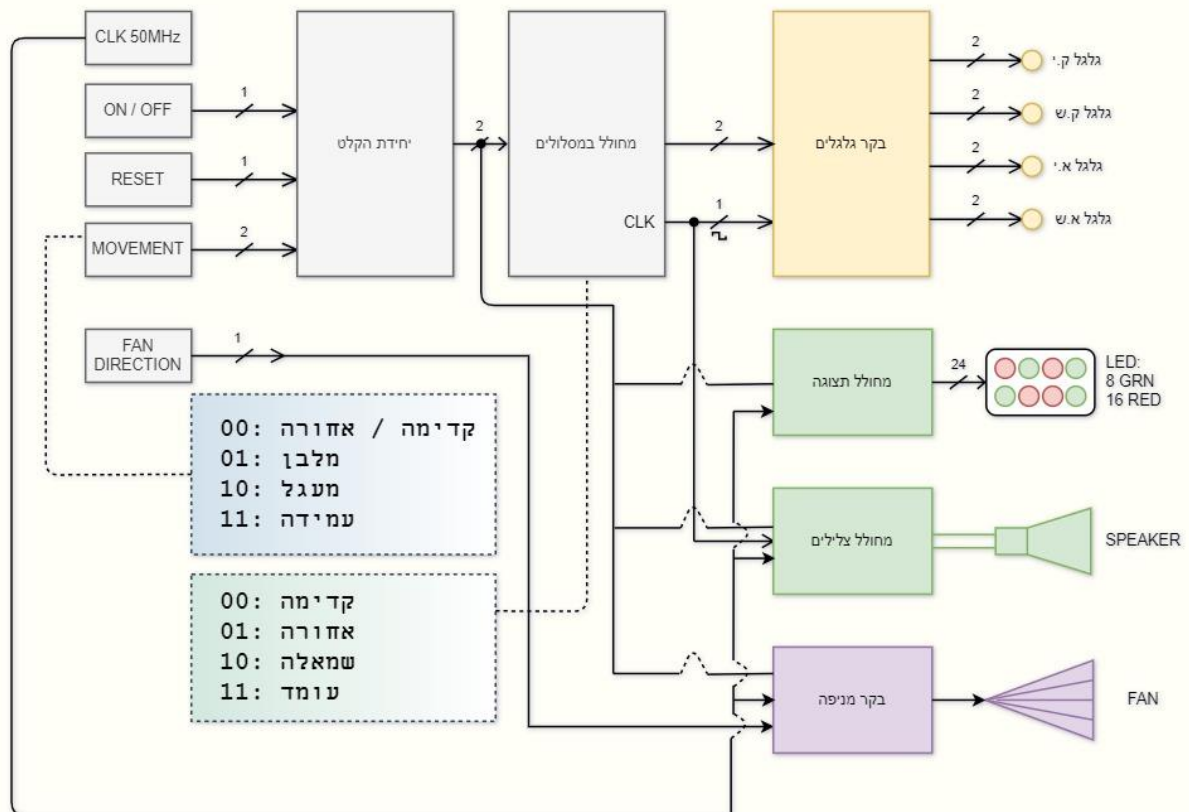 CLK 50MHz
ON / OFF
RESET
MOVEMENT
FAN
DIRECTION
1
1
2
1
יחידת הקלט
2
מחולל במסלולים
CLK
2
1
בקר גלגלים
2
2
2
2
גלגל ק.י
גלגל ק.ש
גלגל א.י
גלגל א.ש
00: קדימה / אחורה
01: מלבן
10: מעגל
11: עמידה
00: קדימה
01: אחורה
10: שמאלה
11: עומד
מחולל תצוגה
24
LED:
8 GRN
16 RED
מחולל צלילים
SPEAKER
בקר מניפה
FAN